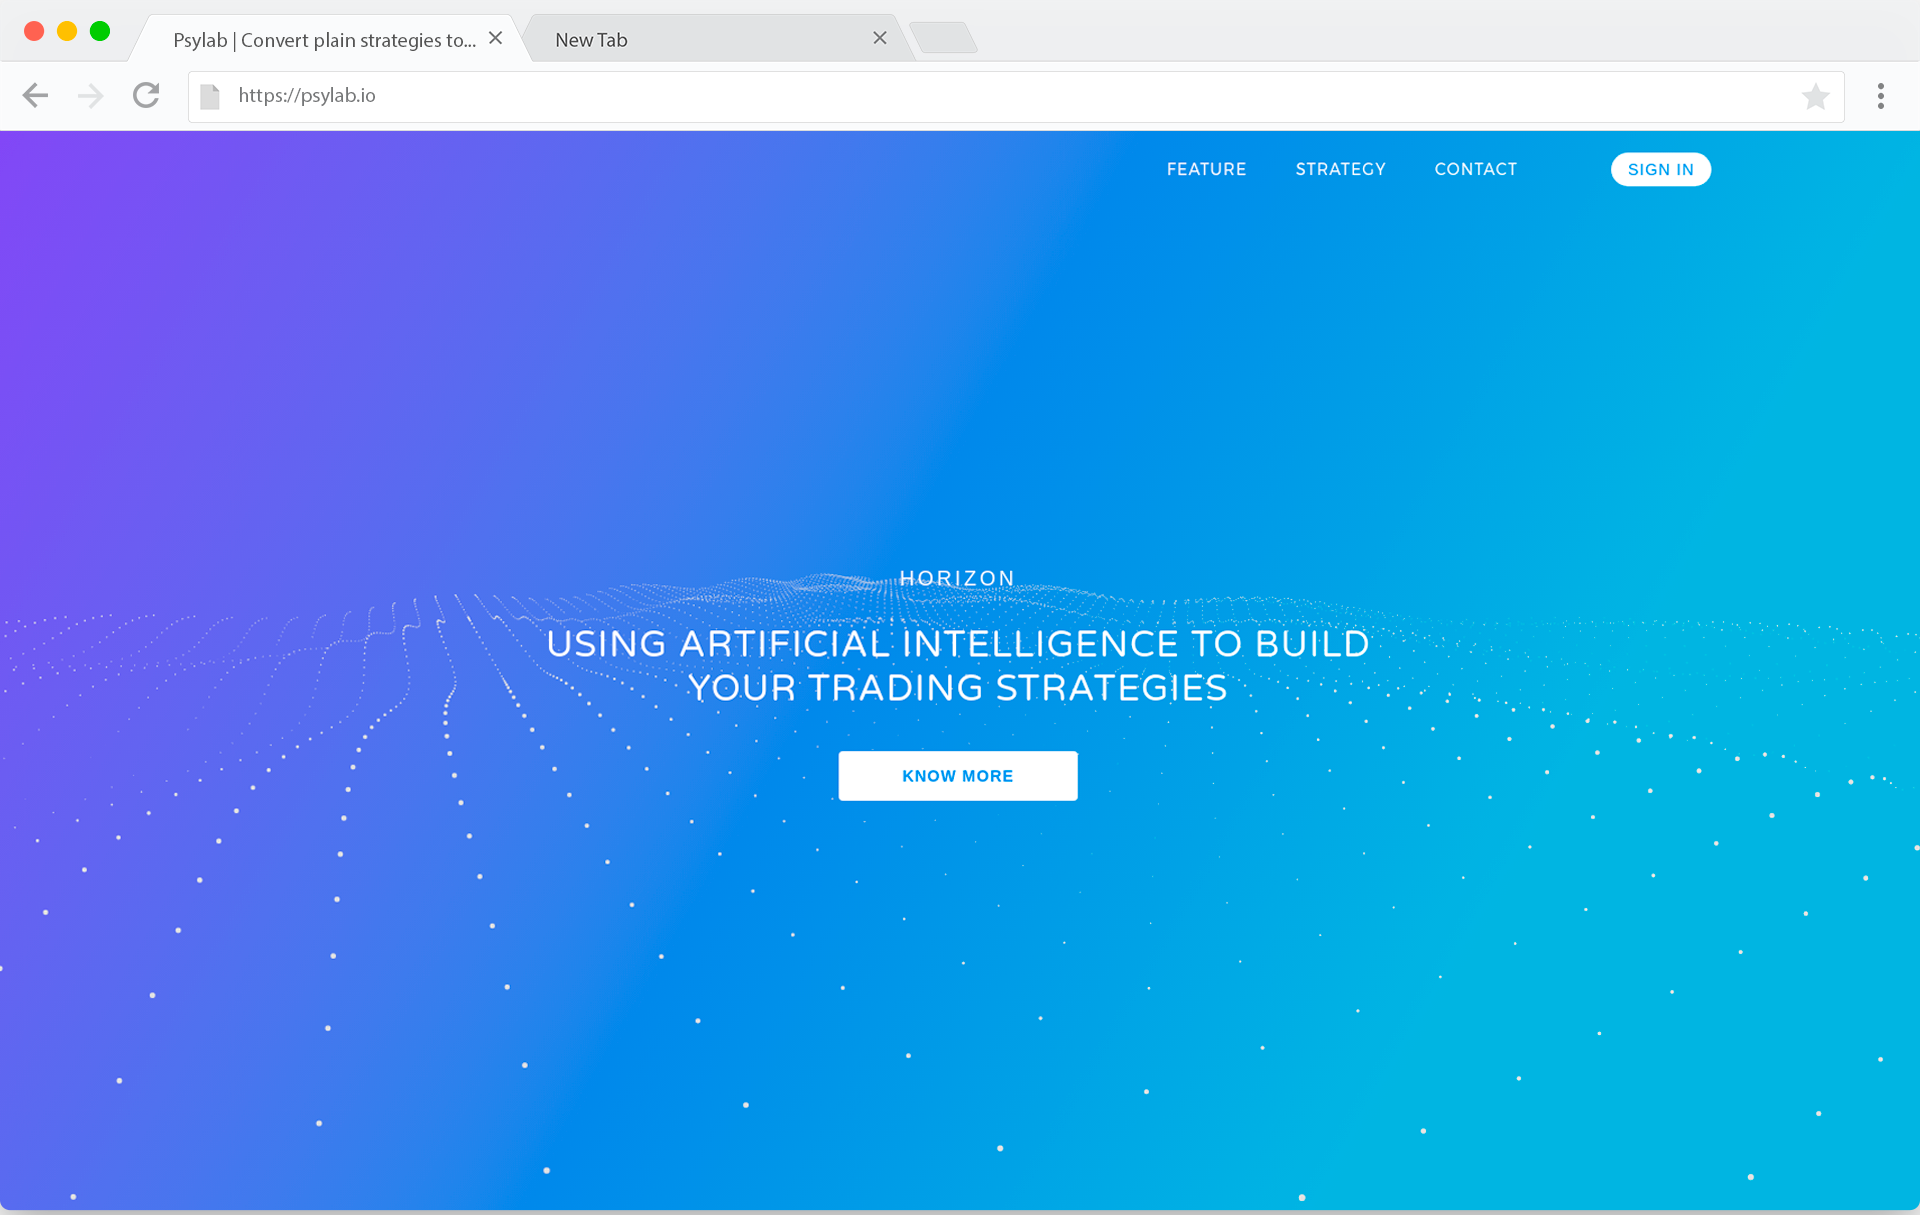 Psylab | Convert plain strategies to...
New Tab
https://psylab.io
FEATURE
STRATEGY
CONTACT
SIGN IN
HORIZON
USING ARTIFICIAL INTELLIGENCE TO BUILD
YOUR TRADING STRATEGIES
KNOW MORE